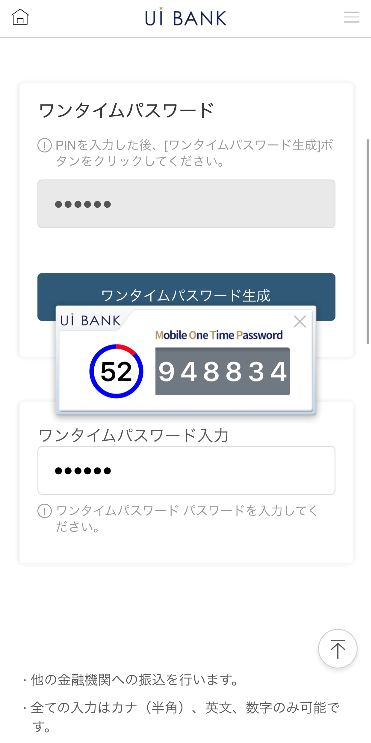 UI BANK
ワンタイムパスワード
PINを入力した後、[ワンタイムパスワード生成]ボ
タンをクリックしてください。
●●●●●●
ワンタイムパスワード生成
UI BANK
Mobile One Time Password
52
948834
ワンタイムパスワード入力
●●●●●●
ワンタイムパスワード パスワードを入力してく
ださい。
・他の金融機関への振込を行います。
・全ての入力はカナ（半角）、英文、数字のみ可能で
す。